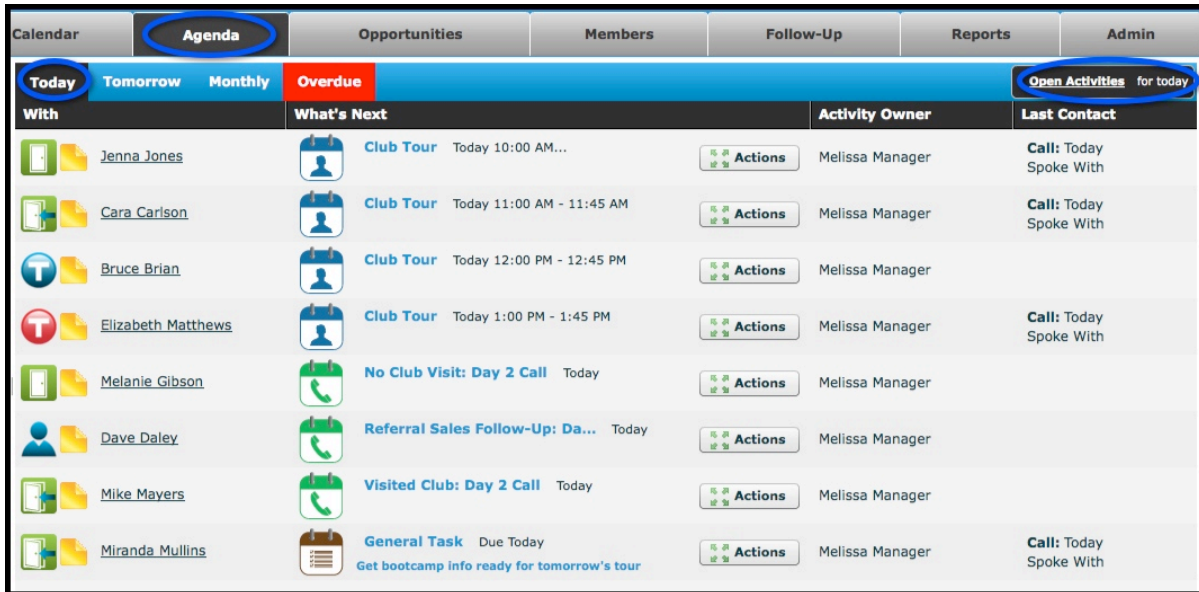 Calendar Agenda Opportunities Members Follow-Up Reports Admin
Today Tomorrow Monthly Overdue Open Activities for today
With What's Next Activity Owner Last Contact
Jenna Jones Club Tour Today 10:00 AM... Actions Melissa Manager Call: Today
Spoke With
Cara Carlson Club Tour Today 11:00 AM - 11:45 AM Actions Melissa Manager Call: Today
Spoke With
T Bruce Brian Club Tour Today 12:00 PM - 12:45 PM Actions Melissa Manager
T Elizabeth Matthews Club Tour Today 1:00 PM - 1:45 PM Actions Melissa Manager Call: Today
Spoke With
Melanie Gibson No Club Visit: Day 2 Call Today Actions Melissa Manager
Dave Daley Referral Sales Follow-Up: Da... Today Actions Melissa Manager
Mike Mayers Visited Club: Day 2 Call Today Actions Melissa Manager
Miranda Mullins General Task Due Today Actions Melissa Manager Call: Today
Get bootcamp info ready for tomorrow's tour Spoke With